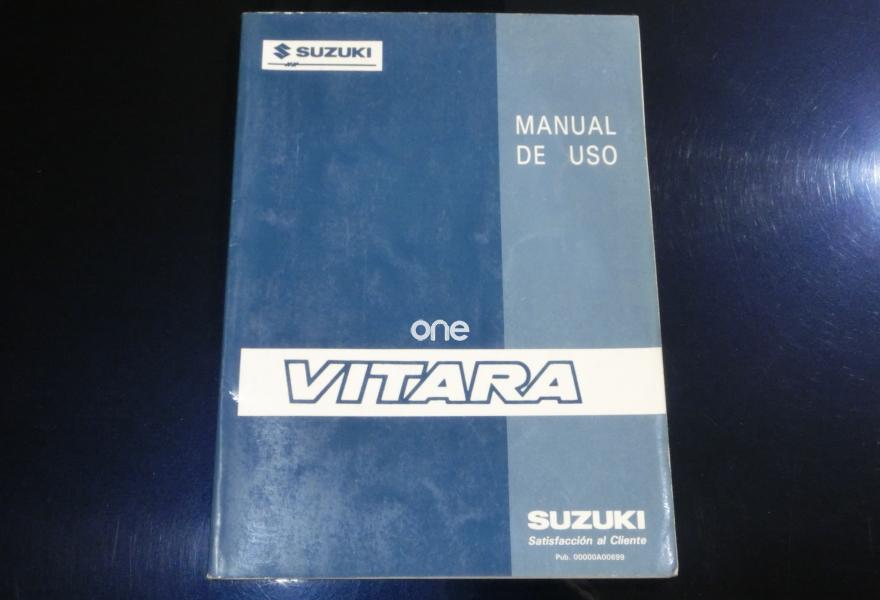 SUZUKI
MANUAL
DE USO
one
VITARA
SUZUKI
Satisfacción al Cliente
Pub. 00000A00699